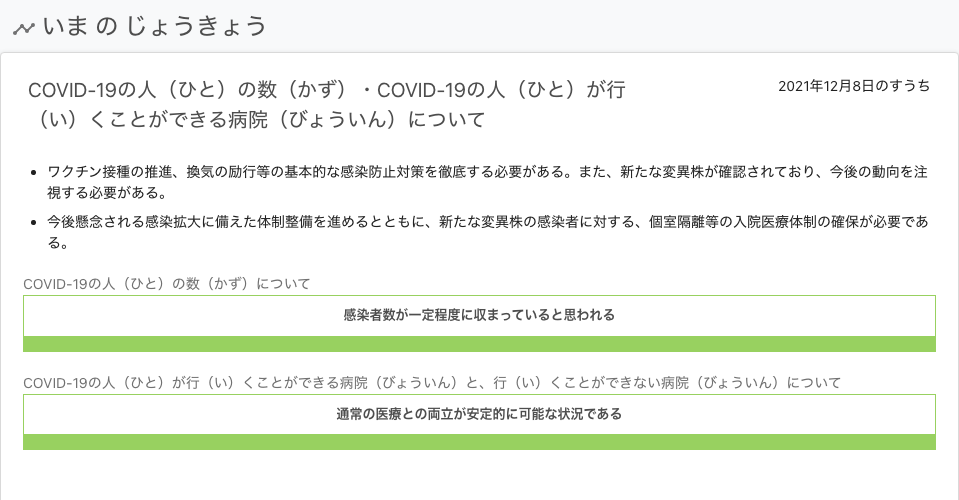 いま の じょうきょう
COVID-19の人（ひと）の数（かず）・COVID-19の人（ひと）が行
（い）くことができる病院（びょういん）について
2021年12月8日のすうち
• ワクチン接種の推進、換気の励行等の基本的な感染防止対策を徹底する必要がある。また、新たな変異株が確認されており、今後の動向を注
視する必要がある。
• 今後懸念される感染拡大に備えた体制整備を進めるとともに、新たな変異株の感染者に対する、個室隔離等の入院医療体制の確保が必要であ
る。
COVID-19の人（ひと）の数（かず）について
感染者数が一定程度に収まっていると思われる
COVID-19の人（ひと）が行（い）くことができる病院（びょういん）と、行（い）くことができない病院（びょういん）について
通常の医療との両立が安定的に可能な状況である